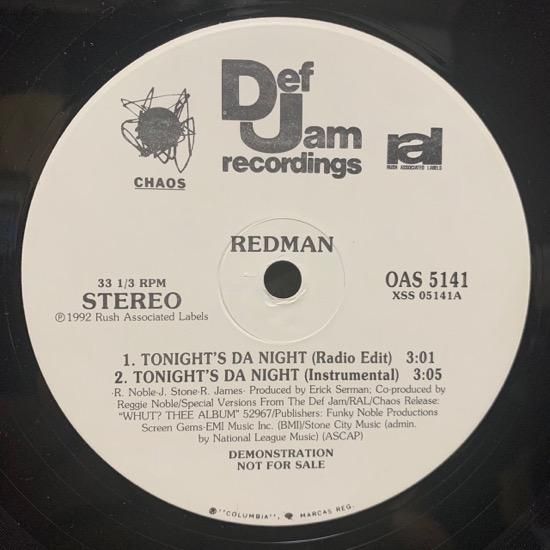 CHAOS
Def Jam
recordings
ral
RUSH ASSOCIATED LABELS
REDMAN
33 1/3 RPM
STEREO
℗1992 Rush Associated Labels
OAS 5141
XSS 05141A
1. TONIGHT'S DA NIGHT (Radio Edit) 3:01
2. TONIGHT'S DA NIGHT (Instrumental) 3:05
-R. Noble-J. Stone-R. James- Produced by Erick Serman; Co-produced by
Reggie Noble/Special Versions From The Def Jam/RAL/Chaos Release:
"WHUT? THEE ALBUM" 52967/Publishers: Funky Noble Productions
Screen Gems-EMI Music Inc. (BMI)/Stone City Music (admin.
by National League Music) (ASCAP)
DEMONSTRATION
NOT FOR SALE
"COLUMBIA", MARCAS REG.